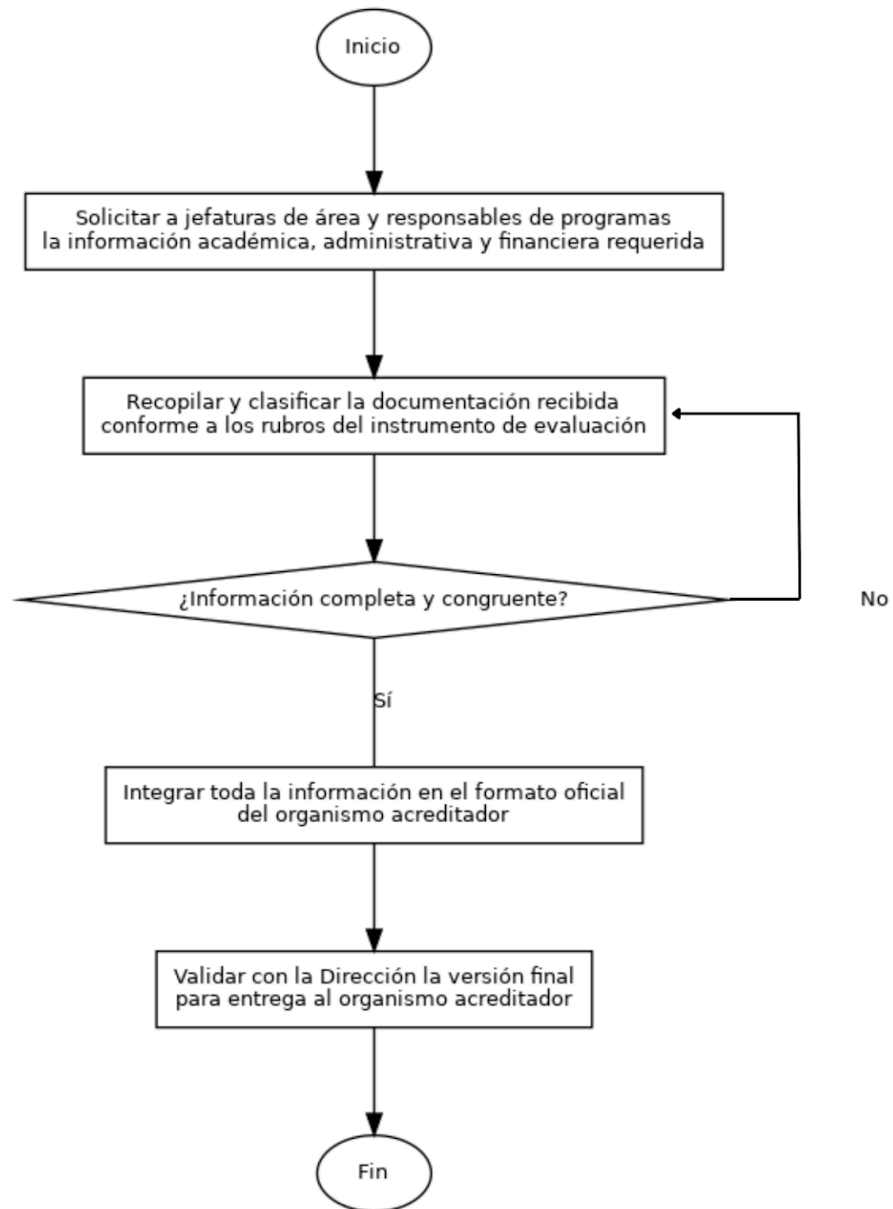 Inicio
Solicitar a jefaturas de área y responsables de programas
la información académica, administrativa y financiera requerida
Recopilar y clasificar la documentación recibida
conforme a los rubros del instrumento de evaluación
¿Información completa y congruente?
No
Sí
Integrar toda la información en el formato oficial
del organismo acreditador
Validar con la Dirección la versión final
para entrega al organismo acreditador
Fin